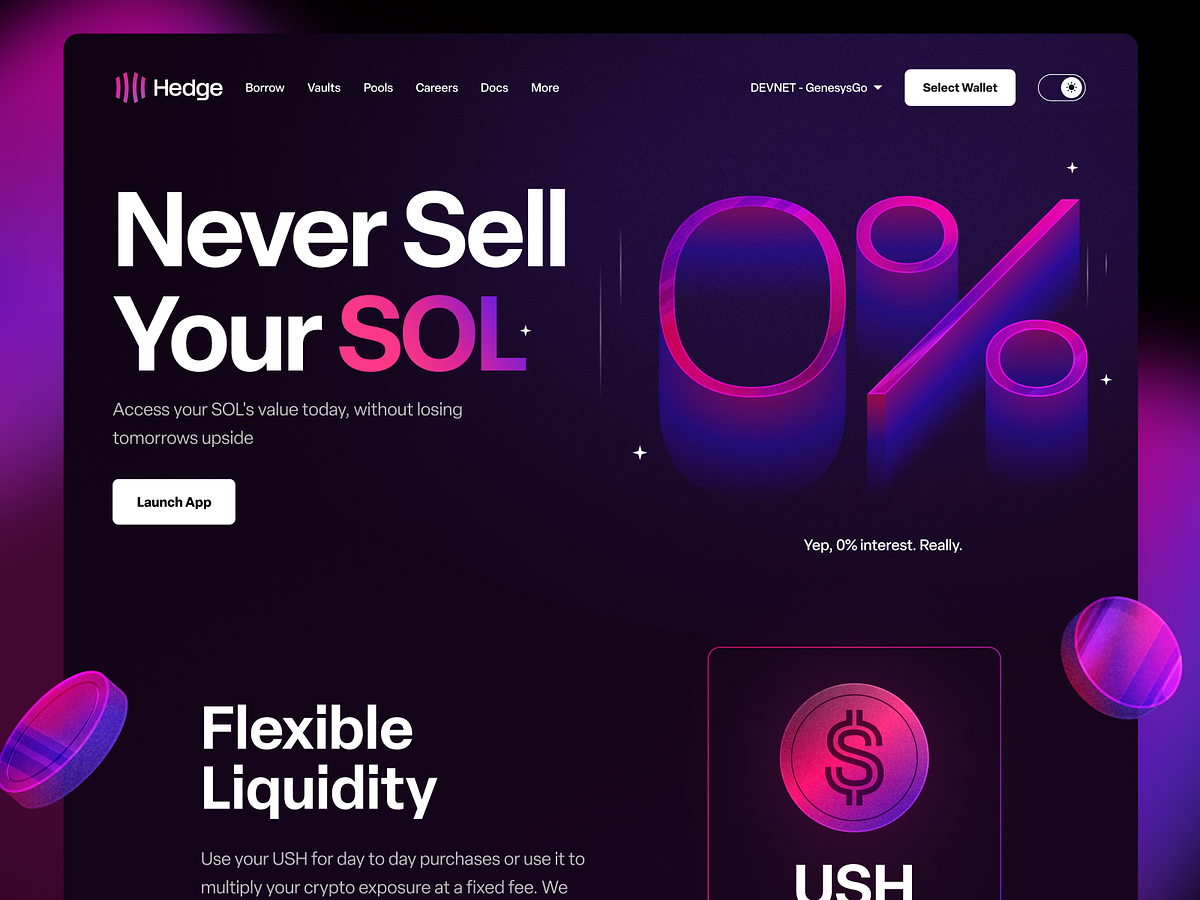 Hedge
Borrow
Vaults
Pools
Careers
Docs
More
DEVNET - GenesysGo
Select Wallet
Never Sell
Your SOL
Access your SOL's value today, without losing
tomorrows upside
Launch App
0%
Yep, 0% interest. Really.
Flexible
Liquidity
Use your USH for day to day purchases or use it to
multiply your crypto exposure at a fixed fee. We
$
USH